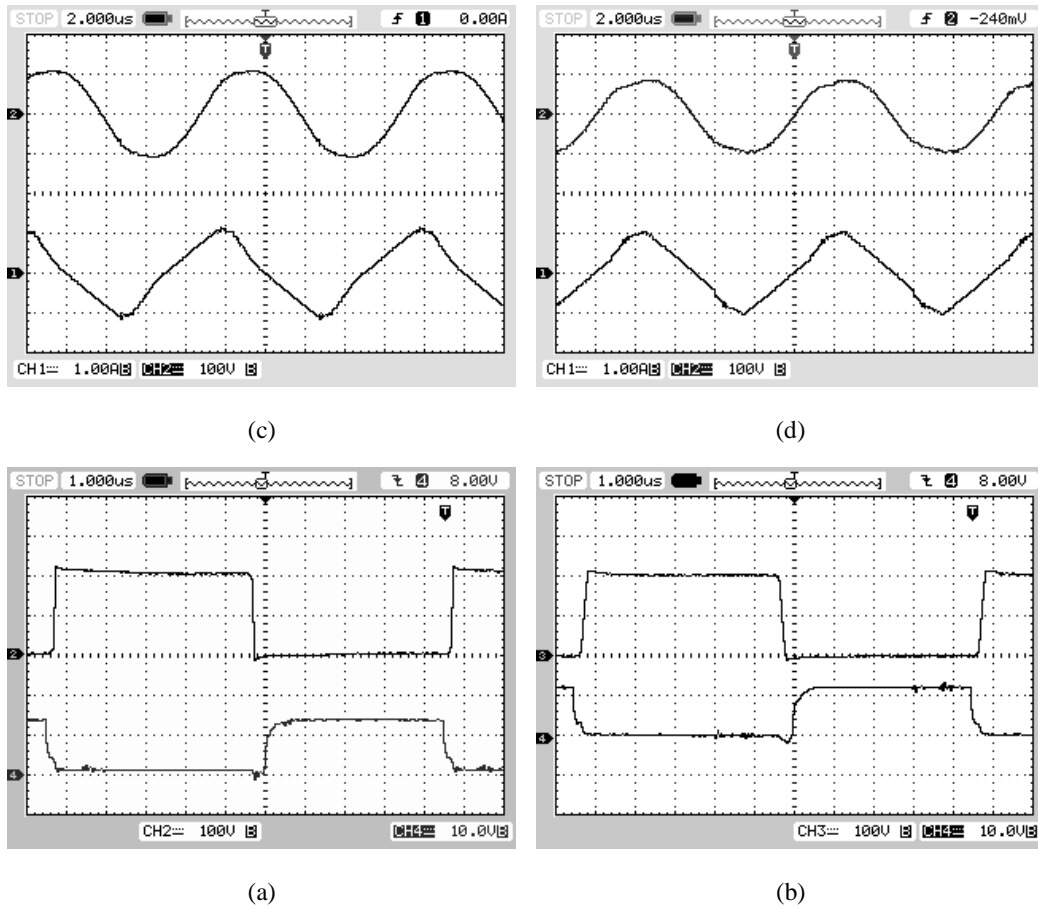 STOP 2.000us T ƒ 1 0.00A
T
2
1
CH1 1.00A B CH2 100V B
(c)
STOP 2.000us T ƒ 2 -240mV
T
2
1
CH1 1.00A B CH2 100V B
(d)
STOP 1.000us T 4 8.00V
T
2
4
CH2 100V B CH4 10.0V B
(a)
STOP 1.000us T 4 8.00V
T
3
4
CH3 100V B CH4 10.0V B
(b)